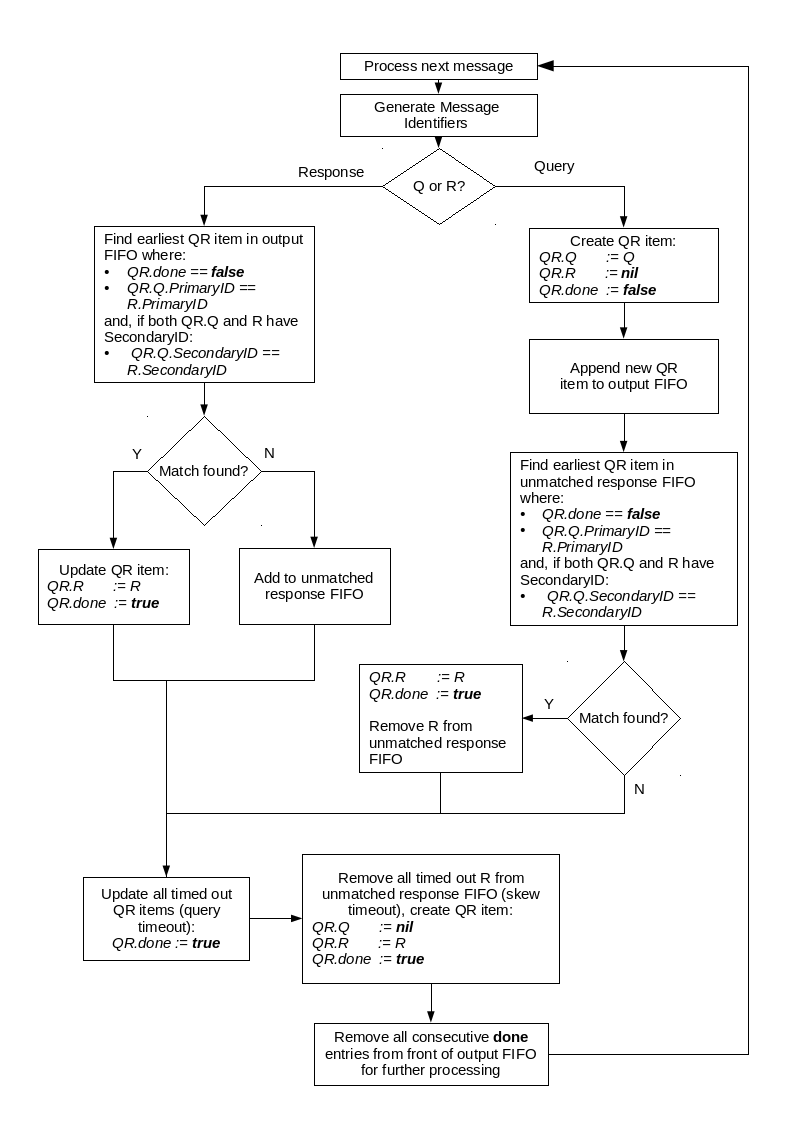 Process next message
Generate Message
Identifiers
Q or R?
Response
Query
Find earliest QR item in output
FIFO where:
• QR.done == false
• QR.Q.PrimaryID ==
R.PrimaryID
and, if both QR.Q and R have
SecondaryID:
• QR.Q.SecondaryID ==
R.SecondaryID
Create QR item:
QR.Q := Q
QR.R := nil
QR.done := false
Append new QR
item to output FIFO
Match found?
Y
N
Find earliest QR item in
unmatched response FIFO
where:
• QR.done == false
• QR.Q.PrimaryID ==
R.PrimaryID
and, if both QR.Q and R have
SecondaryID:
• QR.Q.SecondaryID ==
R.SecondaryID
Update QR item:
QR.R := R
QR.done := true
Add to unmatched
response FIFO
Match found?
Y
N
QR.R := R
QR.done := true
Remove R from
unmatched response
FIFO
Update all timed out
QR items (query
timeout):
QR.done := true
Remove all timed out R from
unmatched response FIFO (skew
timeout), create QR item:
QR.Q := nil
QR.R := R
QR.done := true
Remove all consecutive done
entries from front of output FIFO
for further processing